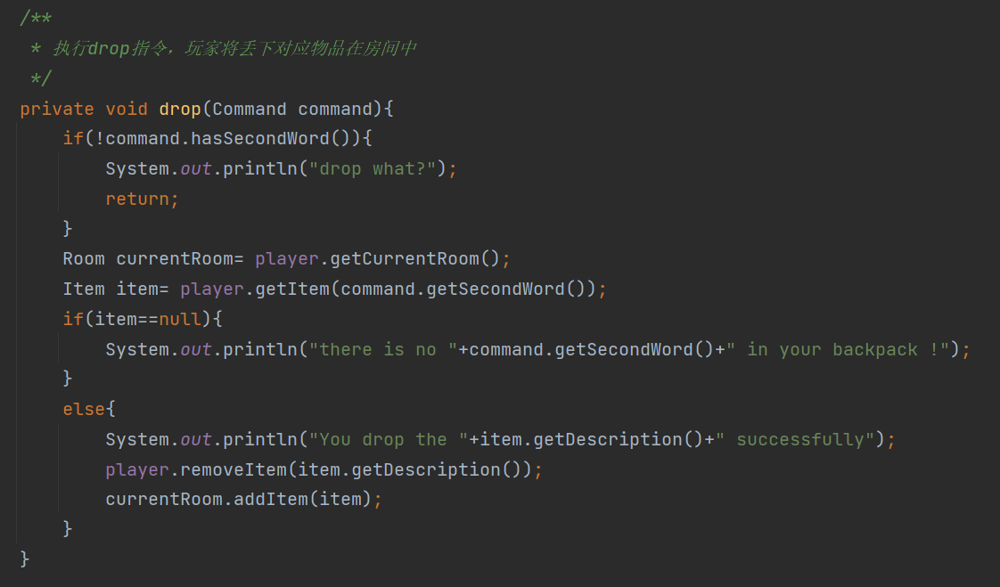 /**
 * 执行drop指令，玩家将丢下对应物品在房间中
 */
private void drop(Command command){
    if(!command.hasSecondWord()){
        System.out.println("drop what?");
        return;
    }
    Room currentRoom= player.getCurrentRoom();
    Item item= player.getItem(command.getSecondWord());
    if(item==null){
        System.out.println("there is no "+command.getSecondWord()+" in your backpack !");
    }
    else{
        System.out.println("You drop the "+item.getDescription()+" successfully");
        player.removeItem(item.getDescription());
        currentRoom.addItem(item);
    }
}